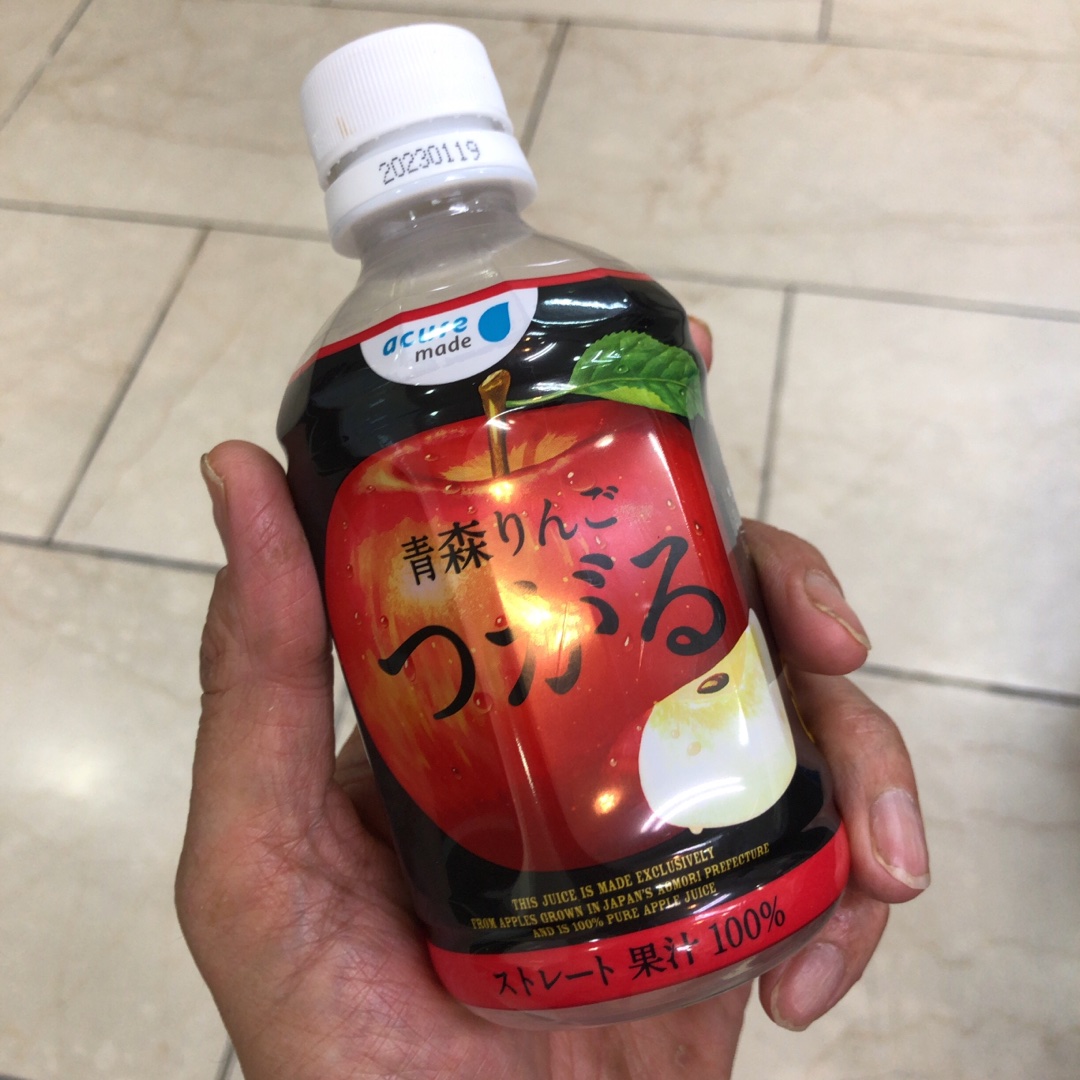 20230119
acure
made
青森りんご
つがる
THIS JUICE IS MADE EXCLUSIVELY
FROM APPLES GROWN IN JAPAN'S AOMORI PREFECTURE
AND IS 100% PURE APPLE JUICE
ストレート 果汁 100%